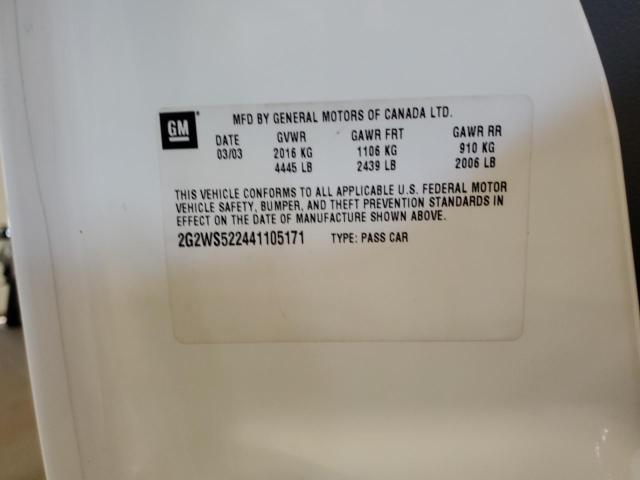 GM
MFD BY GENERAL MOTORS OF CANADA LTD.
DATE GVWR GAWR FRT GAWR RR
03/03 2016 KG 1106 KG 910 KG
4445 LB 2439 LB 2006 LB
THIS VEHICLE CONFORMS TO ALL APPLICABLE U.S. FEDERAL MOTOR
VEHICLE SAFETY, BUMPER, AND THEFT PREVENTION STANDARDS IN
EFFECT ON THE DATE OF MANUFACTURE SHOWN ABOVE.
2G2WS522441105171 TYPE: PASS CAR